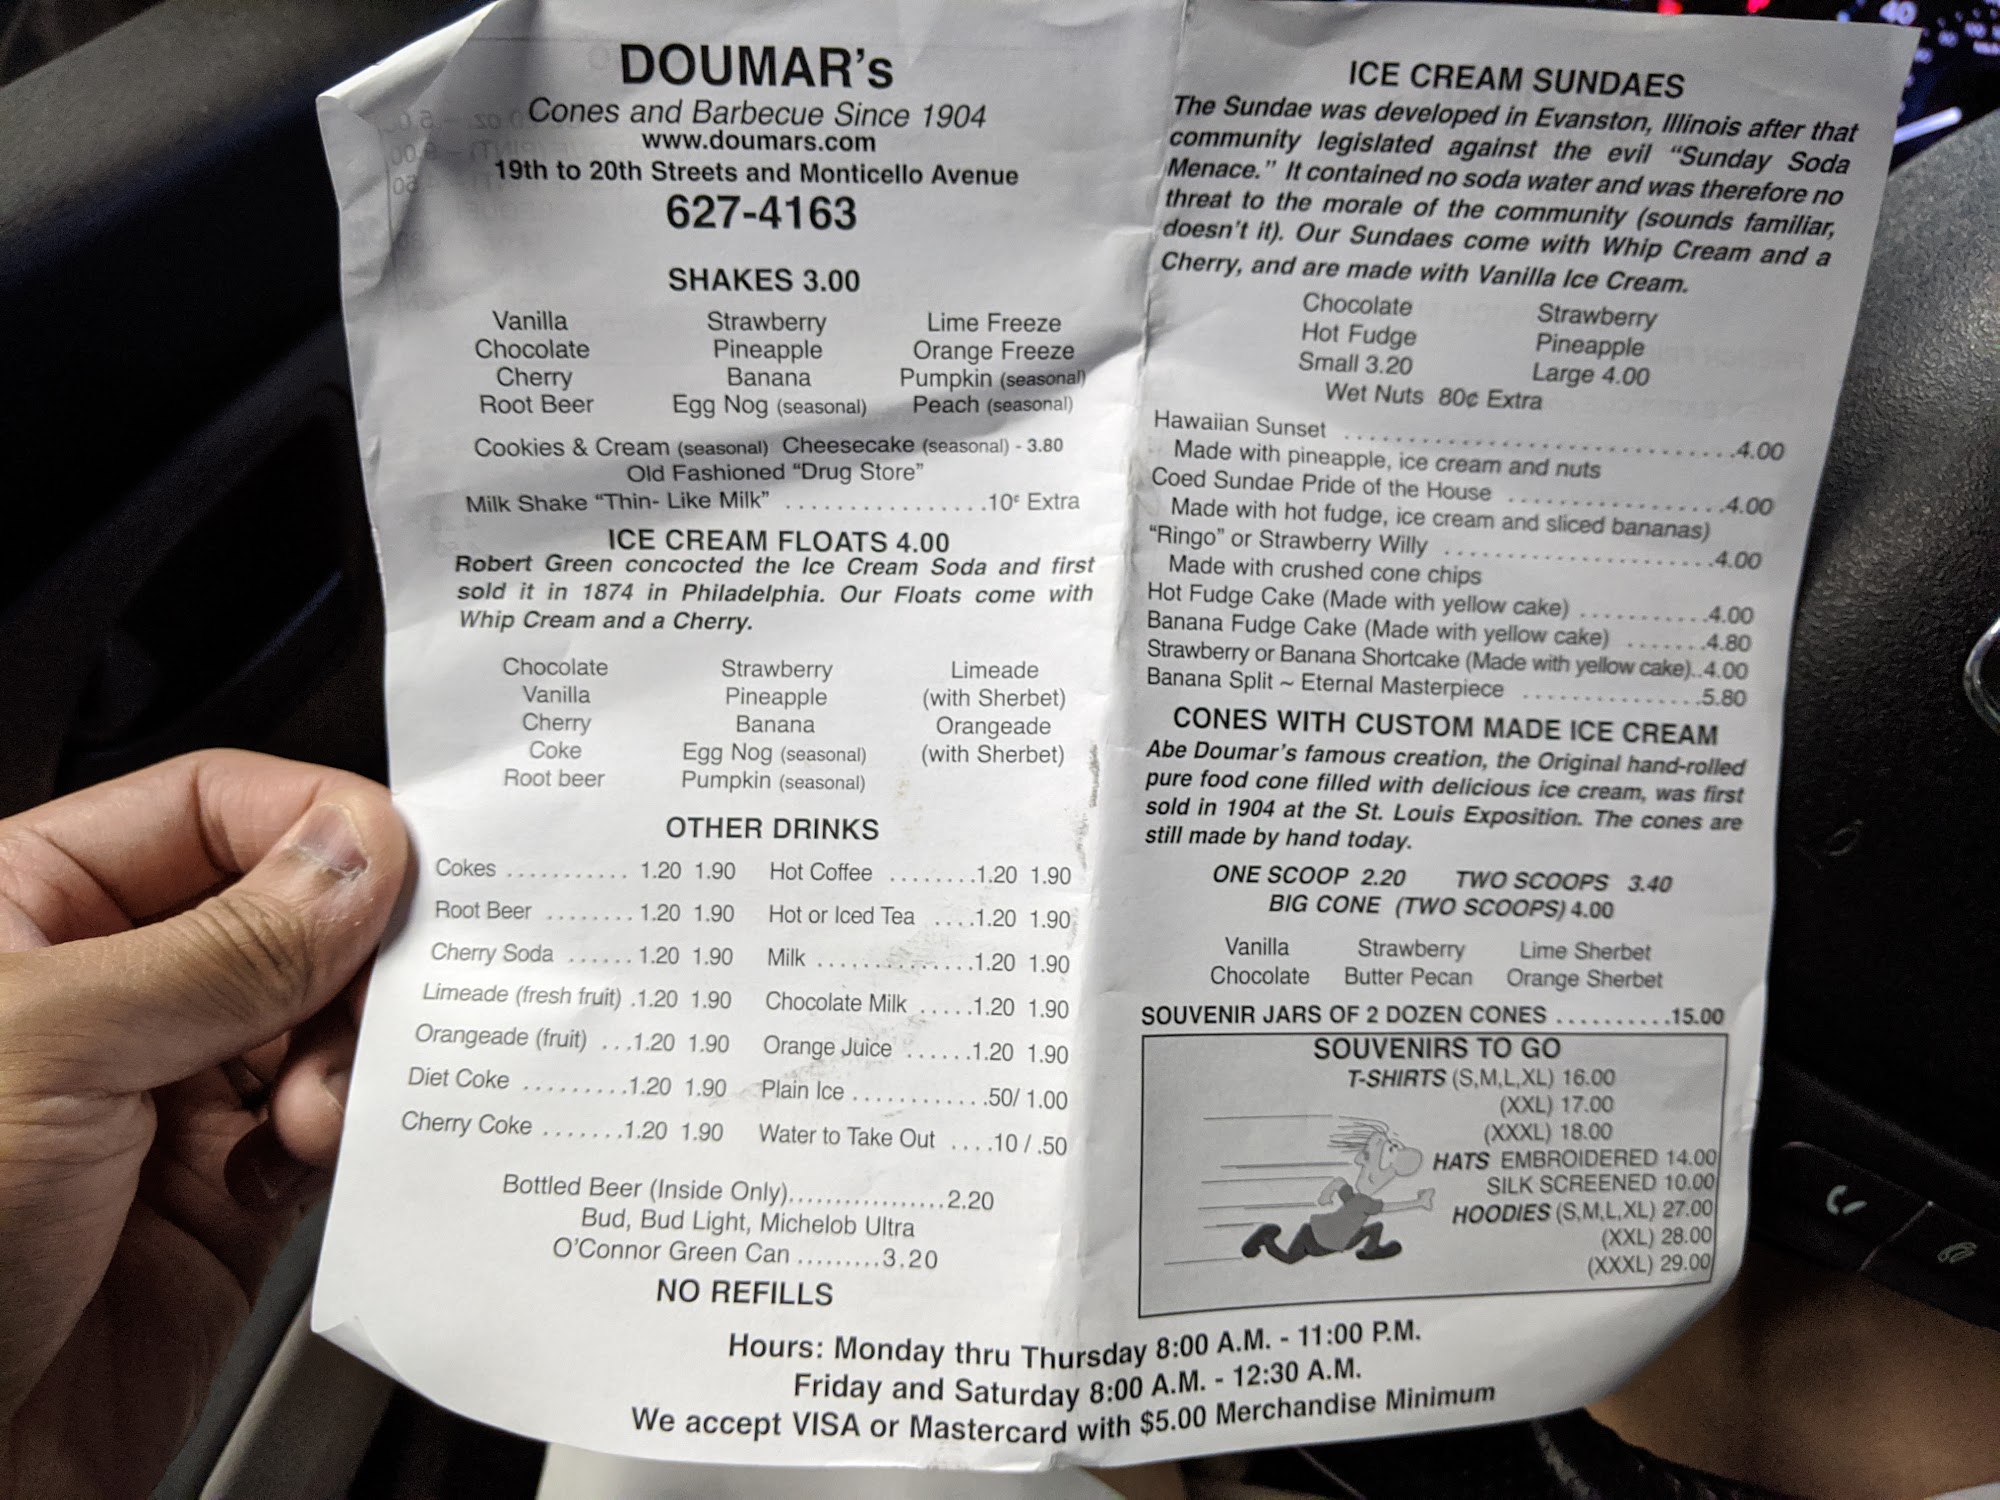 DOUMAR's
Cones and Barbecue Since 1904
www.doumars.com
19th to 20th Streets and Monticello Avenue
627-4163
SHAKES 3.00
Vanilla Strawberry Lime Freeze
Chocolate Pineapple Orange Freeze
Cherry Banana Pumpkin (seasonal)
Root Beer Egg Nog (seasonal) Peach (seasonal)
Cookies & Cream (seasonal) Cheesecake (seasonal) - 3.80
Old Fashioned “Drug Store”
Milk Shake “Thin- Like Milk” .................10¢ Extra
ICE CREAM FLOATS 4.00
Robert Green concocted the Ice Cream Soda and first
sold it in 1874 in Philadelphia. Our Floats come with
Whip Cream and a Cherry.
Chocolate Strawberry Limeade
Vanilla Pineapple (with Sherbet)
Cherry Banana Orangeade
Coke Egg Nog (seasonal) (with Sherbet)
Root beer Pumpkin (seasonal)
OTHER DRINKS
Cokes ........... 1.20 1.90 Hot Coffee ........1.20 1.90
Root Beer ........1.20 1.90 Hot or Iced Tea ....1.20 1.90
Cherry Soda ......1.20 1.90 Milk ..............1.20 1.90
Limeade (fresh fruit) .1.20 1.90 Chocolate Milk .....1.20 1.90
Orangeade (fruit) ...1.20 1.90 Orange Juice ......1.20 1.90
Diet Coke .........1.20 1.90 Plain Ice ............50/ 1.00
Cherry Coke .......1.20 1.90 Water to Take Out ....10 / .50
Bottled Beer (Inside Only).................2.20
Bud, Bud Light, Michelob Ultra
O'Connor Green Can .........3.20
NO REFILLS
ICE CREAM SUNDAES
The Sundae was developed in Evanston, Illinois after that
community legislated against the evil “Sunday Soda
Menace.” It contained no soda water and was therefore no
threat to the morale of the community (sounds familiar,
doesn't it). Our Sundaes come with Whip Cream and a
Cherry, and are made with Vanilla Ice Cream.
Chocolate Strawberry
Hot Fudge Pineapple
Small 3.20 Large 4.00
Wet Nuts 80¢ Extra
Hawaiian Sunset .................................4.00
Made with pineapple, ice cream and nuts
Coed Sundae Pride of the House ...................4.00
Made with hot fudge, ice cream and sliced bananas)
“Ringo” or Strawberry Willy .......................4.00
Made with crushed cone chips
Hot Fudge Cake (Made with yellow cake) ...........4.00
Banana Fudge Cake (Made with yellow cake) .......4.80
Strawberry or Banana Shortcake (Made with yellow cake)..4.00
Banana Split ~ Eternal Masterpiece ..................5.80
CONES WITH CUSTOM MADE ICE CREAM
Abe Doumar's famous creation, the Original hand-rolled
pure food cone filled with delicious ice cream, was first
sold in 1904 at the St. Louis Exposition. The cones are
still made by hand today.
ONE SCOOP 2.20 TWO SCOOPS 3.40
BIG CONE (TWO SCOOPS) 4.00
Vanilla Strawberry Lime Sherbet
Chocolate Butter Pecan Orange Sherbet
SOUVENIR JARS OF 2 DOZEN CONES ..........15.00
SOUVENIRS TO GO
T-SHIRTS (S,M,L,XL) 16.00
(XXL) 17.00
(XXXL) 18.00
HATS EMBROIDERED 14.00
SILK SCREENED 10.00
HOODIES (S,M,L,XL) 27.00
(XXL) 28.00
(XXXL) 29.00
Hours: Monday thru Thursday 8:00 A.M. - 11:00 P.M.
Friday and Saturday 8:00 A.M. - 12:30 A.M.
We accept VISA or Mastercard with $5.00 Merchandise Minimum
40